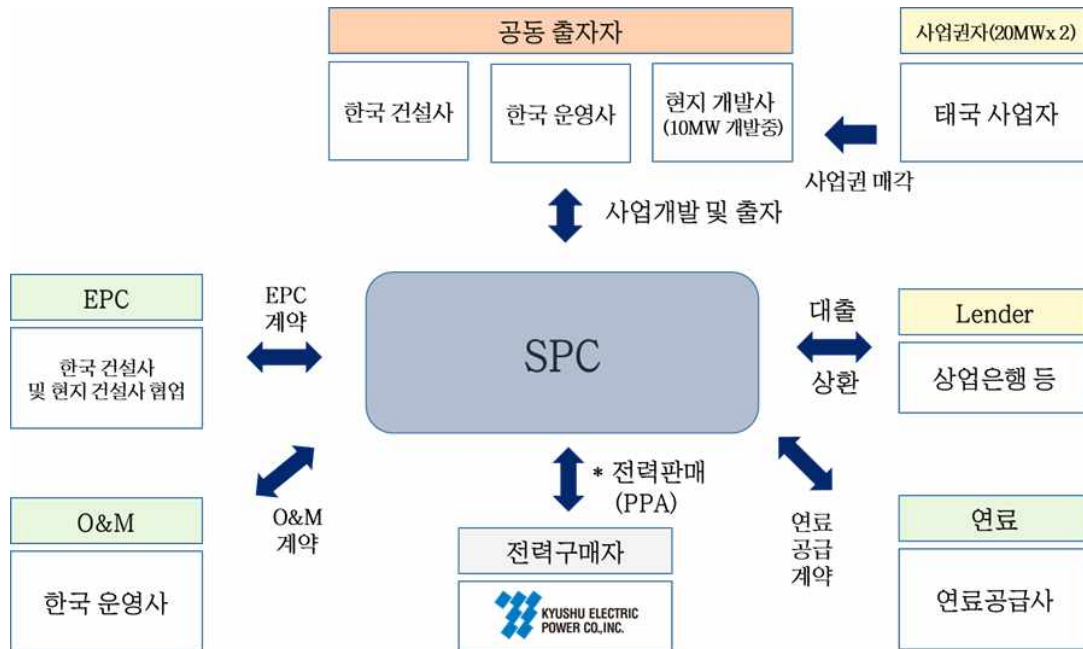 공동 출자자
사업권자(20MWx 2)
한국 건설사
한국 운영사
현지 개발사
(10MW 개발중)
태국 사업자
사업권 매각
사업개발 및 출자
EPC
EPC
계약
한국 건설사
및 현지 건설사 협업
SPC
대출
상환
Lender
상업은행 등
O&M
O&M
계약
한국 운영사
* 전력판매
(PPA)
전력구매자
KYUSHU ELECTRIC
POWER CO.,INC.
연료
공급
계약
연료
연료공급사